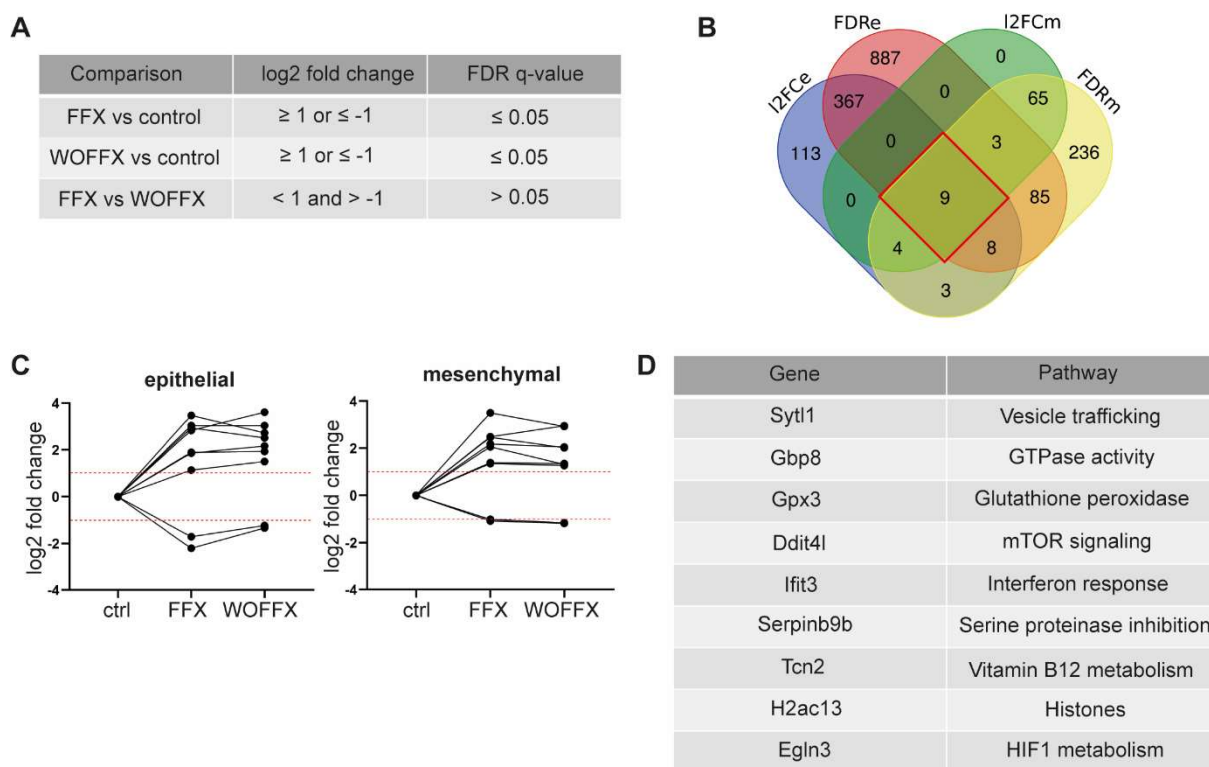 A
Comparison log2 fold change FDR q-value
FFX vs control ≥ 1 or ≤ -1 ≤ 0.05
WOFFX vs control ≥ 1 or ≤ -1 ≤ 0.05
FFX vs WOFFX < 1 and > -1 > 0.05
B
FDRe l2FCm
l2FCe FDRm
887 0
367 0 65
113 0 3 236
0 9 85
4 8
3
C
epithelial mesenchymal
log2 fold change
4
2
0
-2
-4
ctrl FFX WOFFX
log2 fold change
4
2
0
-2
-4
ctrl FFX WOFFX
D
Gene Pathway
Sytl1 Vesicle trafficking
Gbp8 GTPase activity
Gpx3 Glutathione peroxidase
Ddit4l mTOR signaling
Ifit3 Interferon response
Serpinb9b Serine proteinase inhibition
Tcn2 Vitamin B12 metabolism
H2ac13 Histones
Egln3 HIF1 metabolism